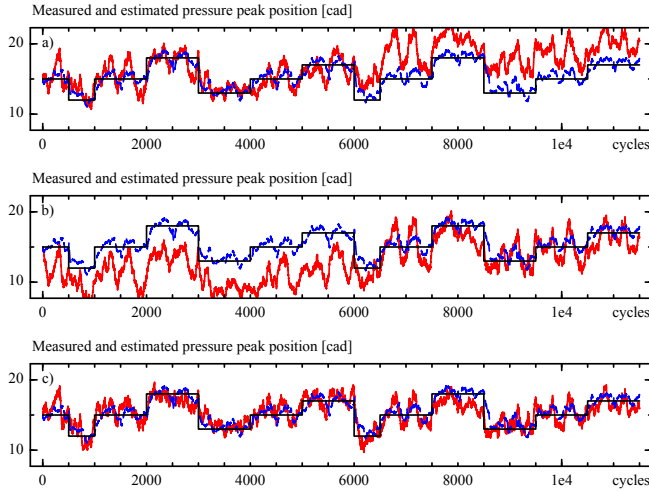 Measured and estimated pressure peak position [cad]
20
a)
10
0 2000 4000 6000 8000 1e4 cycles
Measured and estimated pressure peak position [cad]
20
b)
10
0 2000 4000 6000 8000 1e4 cycles
Measured and estimated pressure peak position [cad]
20
c)
10
0 2000 4000 6000 8000 1e4 cycles